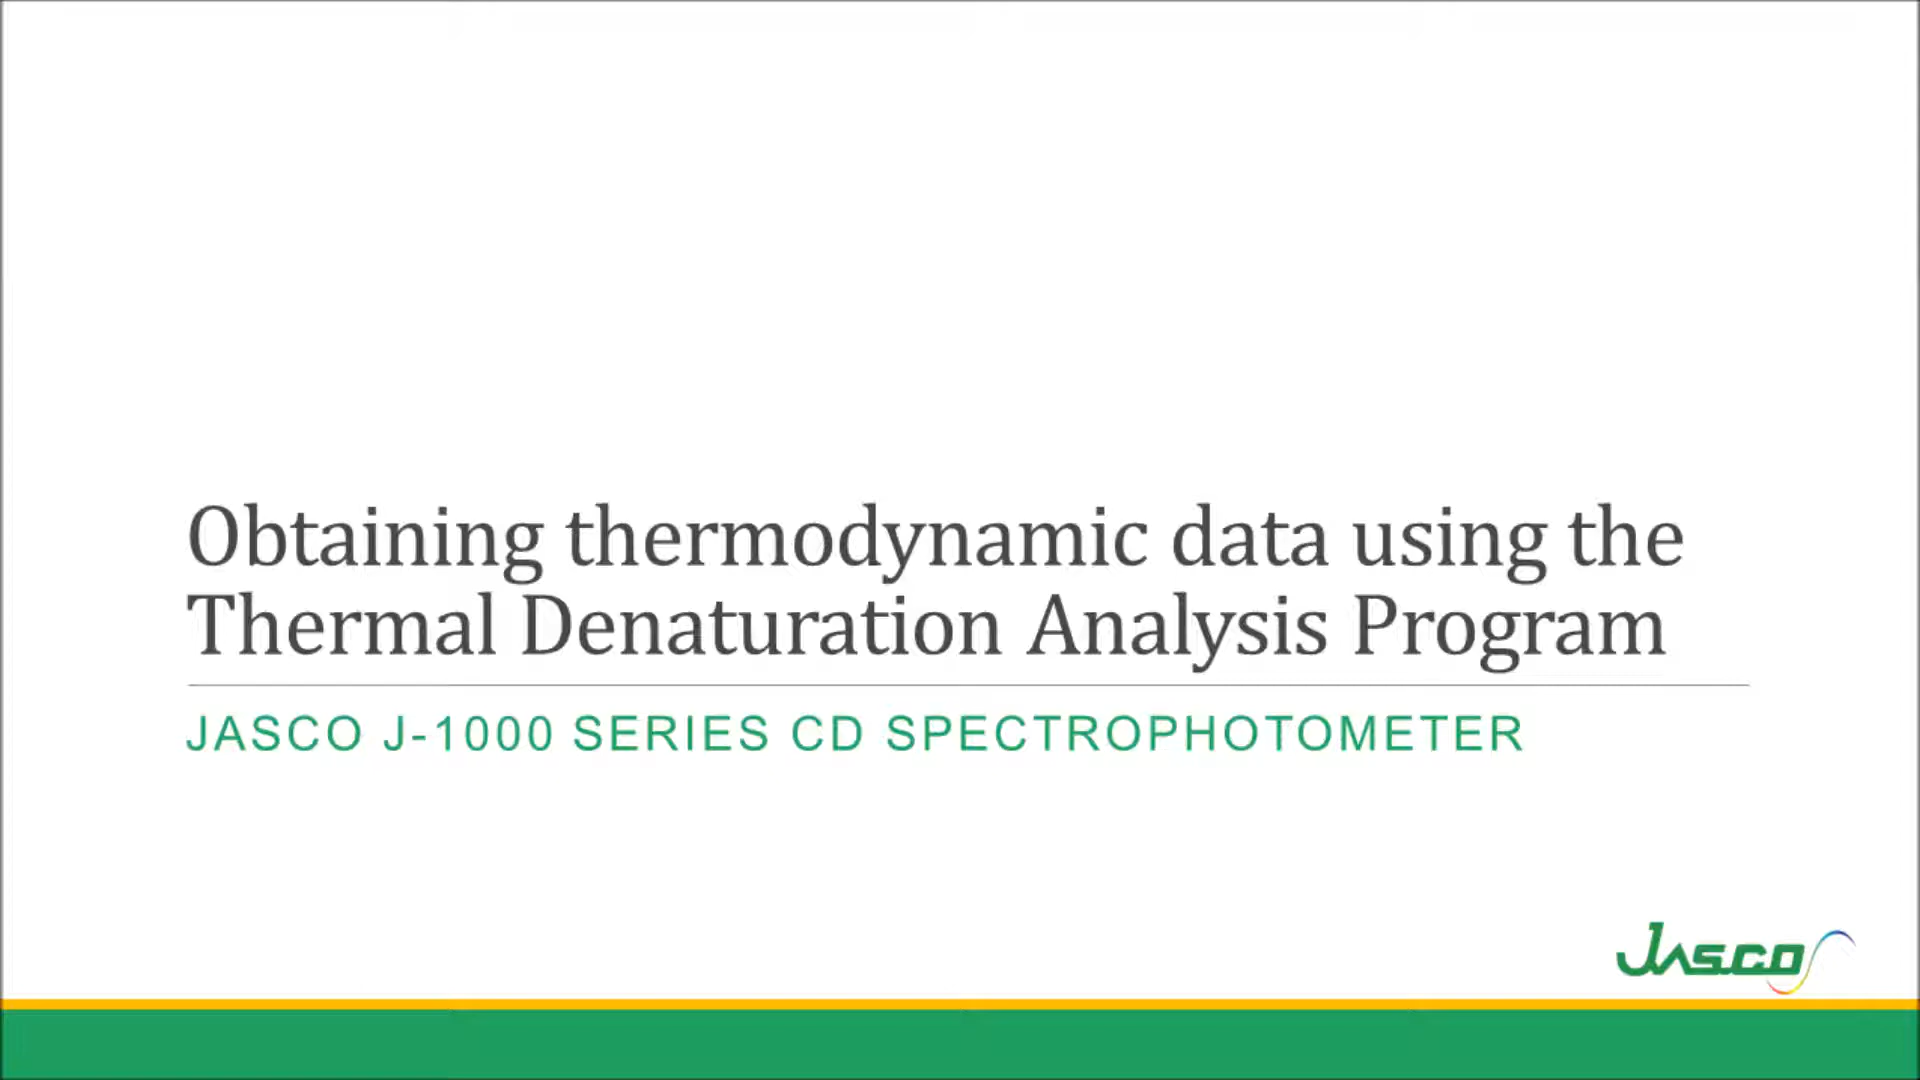 Obtaining thermodynamic data using the
Thermal Denaturation Analysis Program
JASCO J-1000 SERIES CD SPECTROPHOTOMETER
Jasco